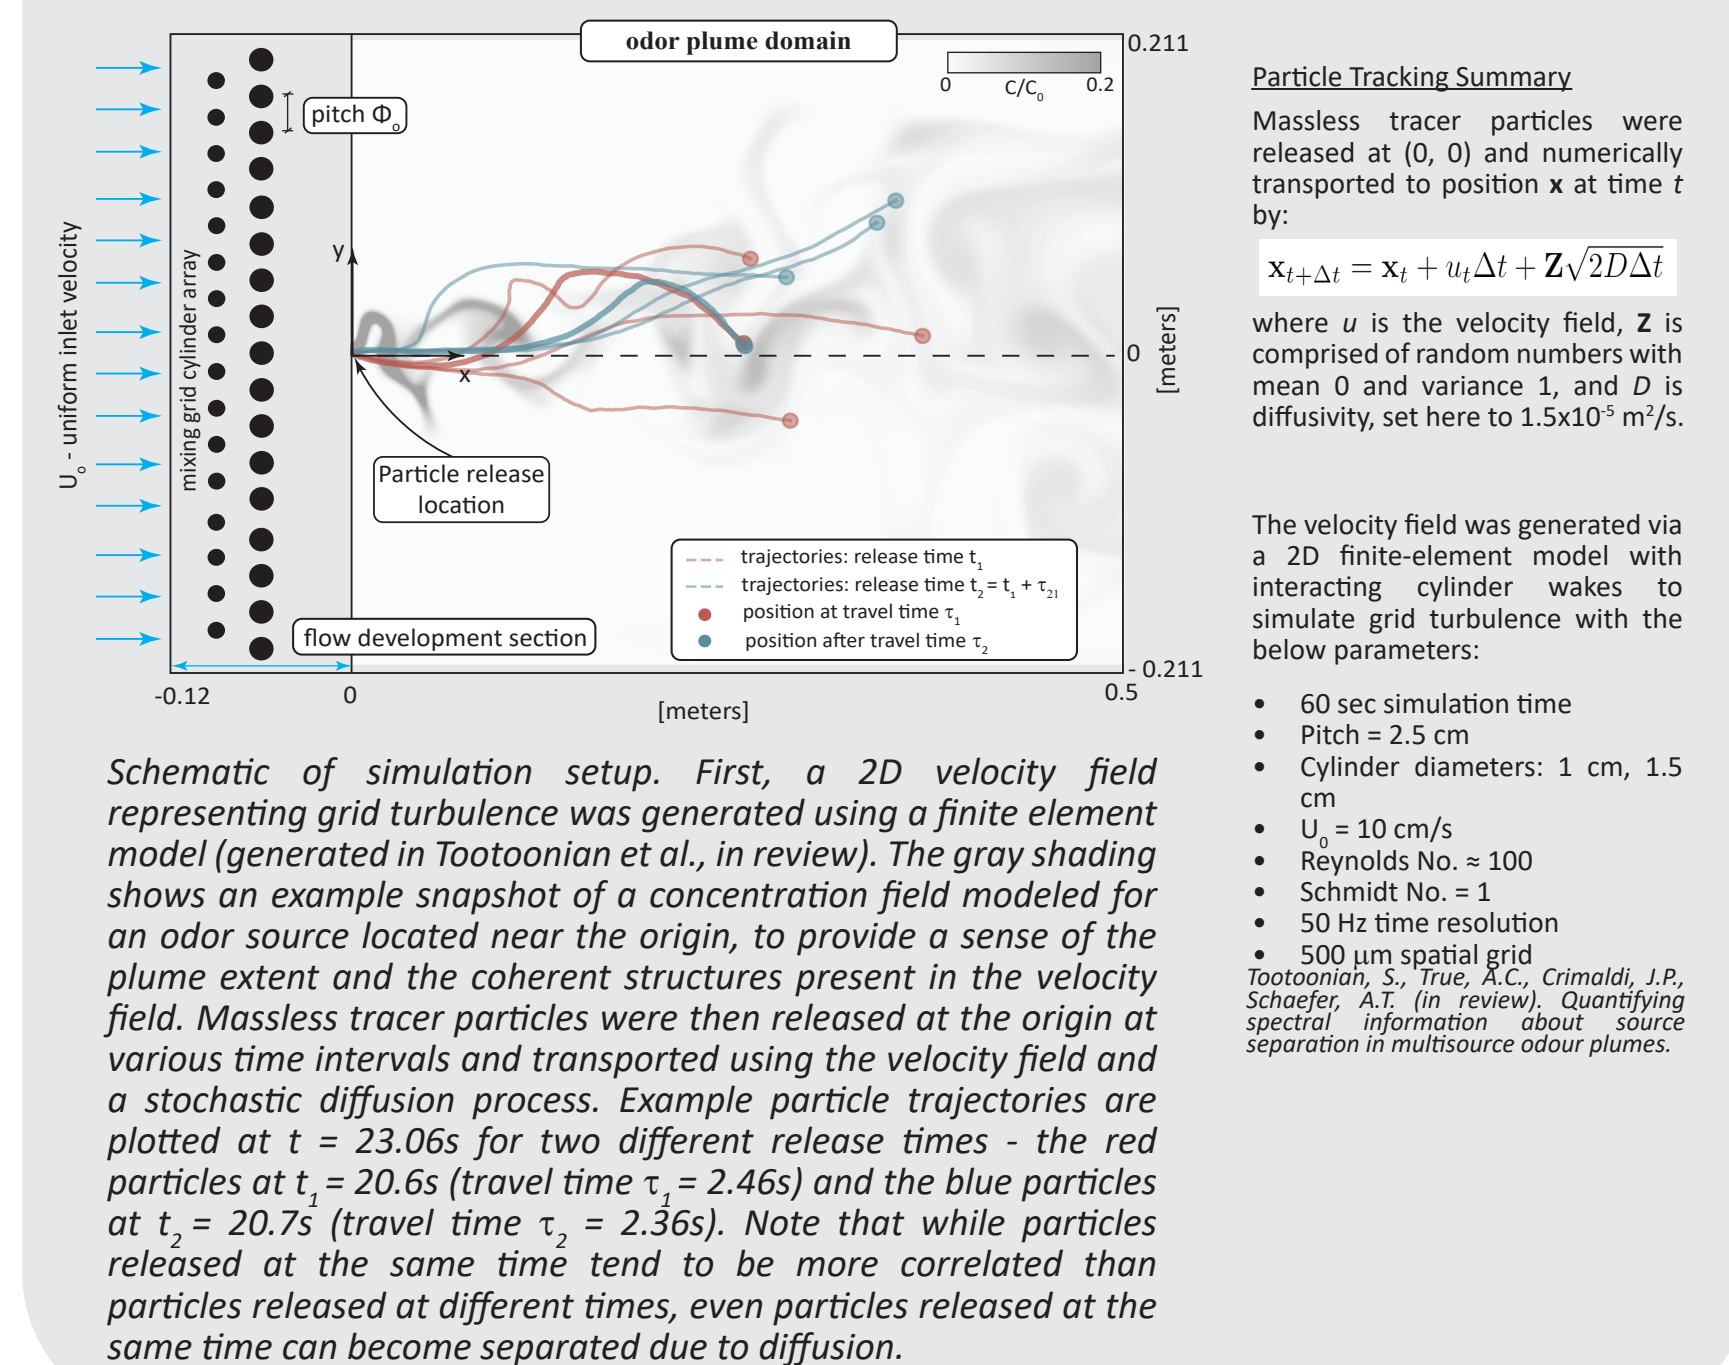 odor plume domain
0.211
0
C/C0
0.2
pitch Φo
y
x
U0 - uniform inlet velocity
mixing grid cylinder array
0
[meters]
Particle release
location
trajectories: release time t1
trajectories: release time t2 = t1 + τ21
position at travel time τ1
position after travel time τ2
flow development section
- 0.211
-0.12
0
0.5
[meters]
Schematic of simulation setup. First, a 2D velocity field
representing grid turbulence was generated using a finite element
model (generated in Tootoonian et al., in review). The gray shading
shows an example snapshot of a concentration field modeled for
an odor source located near the origin, to provide a sense of the
plume extent and the coherent structures present in the velocity
field. Massless tracer particles were then released at the origin at
various time intervals and transported using the velocity field and
a stochastic diffusion process. Example particle trajectories are
plotted at t = 23.06s for two different release times - the red
particles at t1 = 20.6s (travel time τ1 = 2.46s) and the blue particles
at t2 = 20.7s (travel time τ2 = 2.36s). Note that while particles
released at the same time tend to be more correlated than
particles released at different times, even particles released at the
same time can become separated due to diffusion.
Particle Tracking Summary
Massless tracer particles were
released at (0, 0) and numerically
transported to position x at time t
by:
x_{t+Δt} = x_t + u_tΔt + Z√2DΔt
where u is the velocity field, Z is
comprised of random numbers with
mean 0 and variance 1, and D is
diffusivity, set here to 1.5x10⁻⁵ m²/s.
The velocity field was generated via
a 2D finite-element model with
interacting cylinder wakes to
simulate grid turbulence with the
below parameters:
• 60 sec simulation time
• Pitch = 2.5 cm
• Cylinder diameters: 1 cm, 1.5
cm
• U0 = 10 cm/s
• Reynolds No. ≈ 100
• Schmidt No. = 1
• 50 Hz time resolution
• 500 µm spatial grid
Tootoonian, S., True, A.C., Crimaldi, J.P.,
Schaefer, A.T. (in review). Quantifying
spectral information about source
separation in multisource odour plumes.